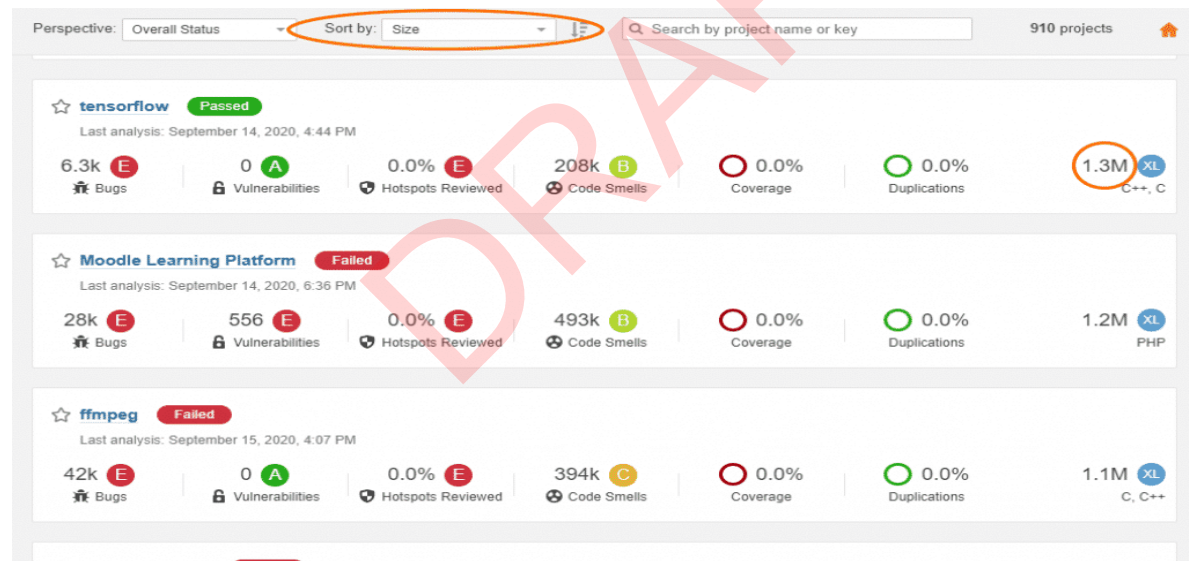 Perspective: Overall Status Sort by: Size Search by project name or key 910 projects
tensorflow Passed
Last analysis: September 14, 2020, 4:44 PM
6.3k E 0 A 0.0% E 208k B 0.0% 0.0% 1.3M XL
Bugs Vulnerabilities Hotspots Reviewed Code Smells Coverage Duplications C++, C
Moodle Learning Platform Failed
Last analysis: September 14, 2020, 6:36 PM
28k E 556 E 0.0% E 493k B 0.0% 0.0% 1.2M XL
Bugs Vulnerabilities Hotspots Reviewed Code Smells Coverage Duplications PHP
ffmpeg Failed
Last analysis: September 15, 2020, 4:07 PM
42k E 0 A 0.0% E 394k C 0.0% 0.0% 1.1M XL
Bugs Vulnerabilities Hotspots Reviewed Code Smells Coverage Duplications C, C++